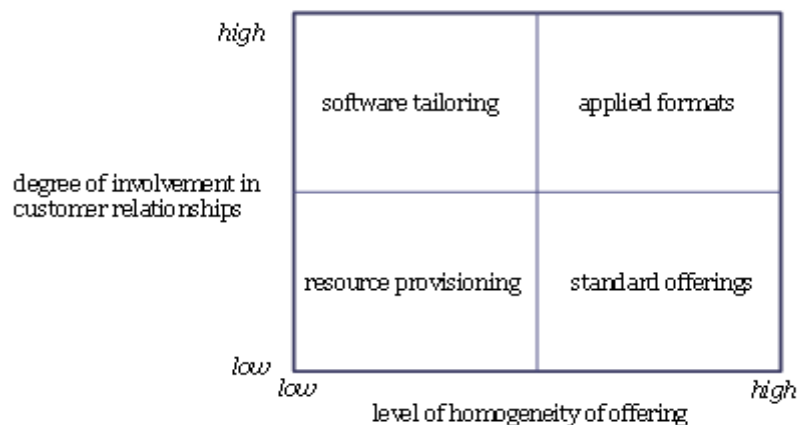 high
software tailoring
applied formats
degree of involvement in
customer relationships
resource provisioning
standard offerings
low
low
high
level of homogeneity of offering